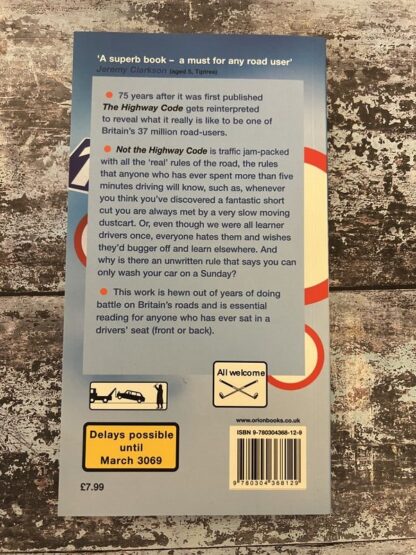 'A superb book – a must for any road user'
Jeremy Clarkson (aged 5, Tiptree)
● 75 years after it was first published
The Highway Code gets reinterpreted
to reveal what it really is like to be one of
Britain's 37 million road-users.
● Not the Highway Code is traffic jam-packed
with all the 'real' rules of the road, the rules
that anyone who has ever spent more than five
minutes driving will know, such as, whenever
you think you've discovered a fantastic short
cut you are always met by a very slow moving
dustcart. Or, even though we were all learner
drivers once, everyone hates them and wishes
they'd bugger off and learn elsewhere. And
why is there an unwritten rule that says you can
only wash your car on a Sunday?
● This work is hewn out of years of doing
battle on Britain's roads and is essential
reading for anyone who has ever sat in a
drivers' seat (front or back).
All welcome
www.orionbooks.co.uk
Delays possible
until
March 3069
ISBN 9-780304368-12-9
9 780304 368129
£7.99